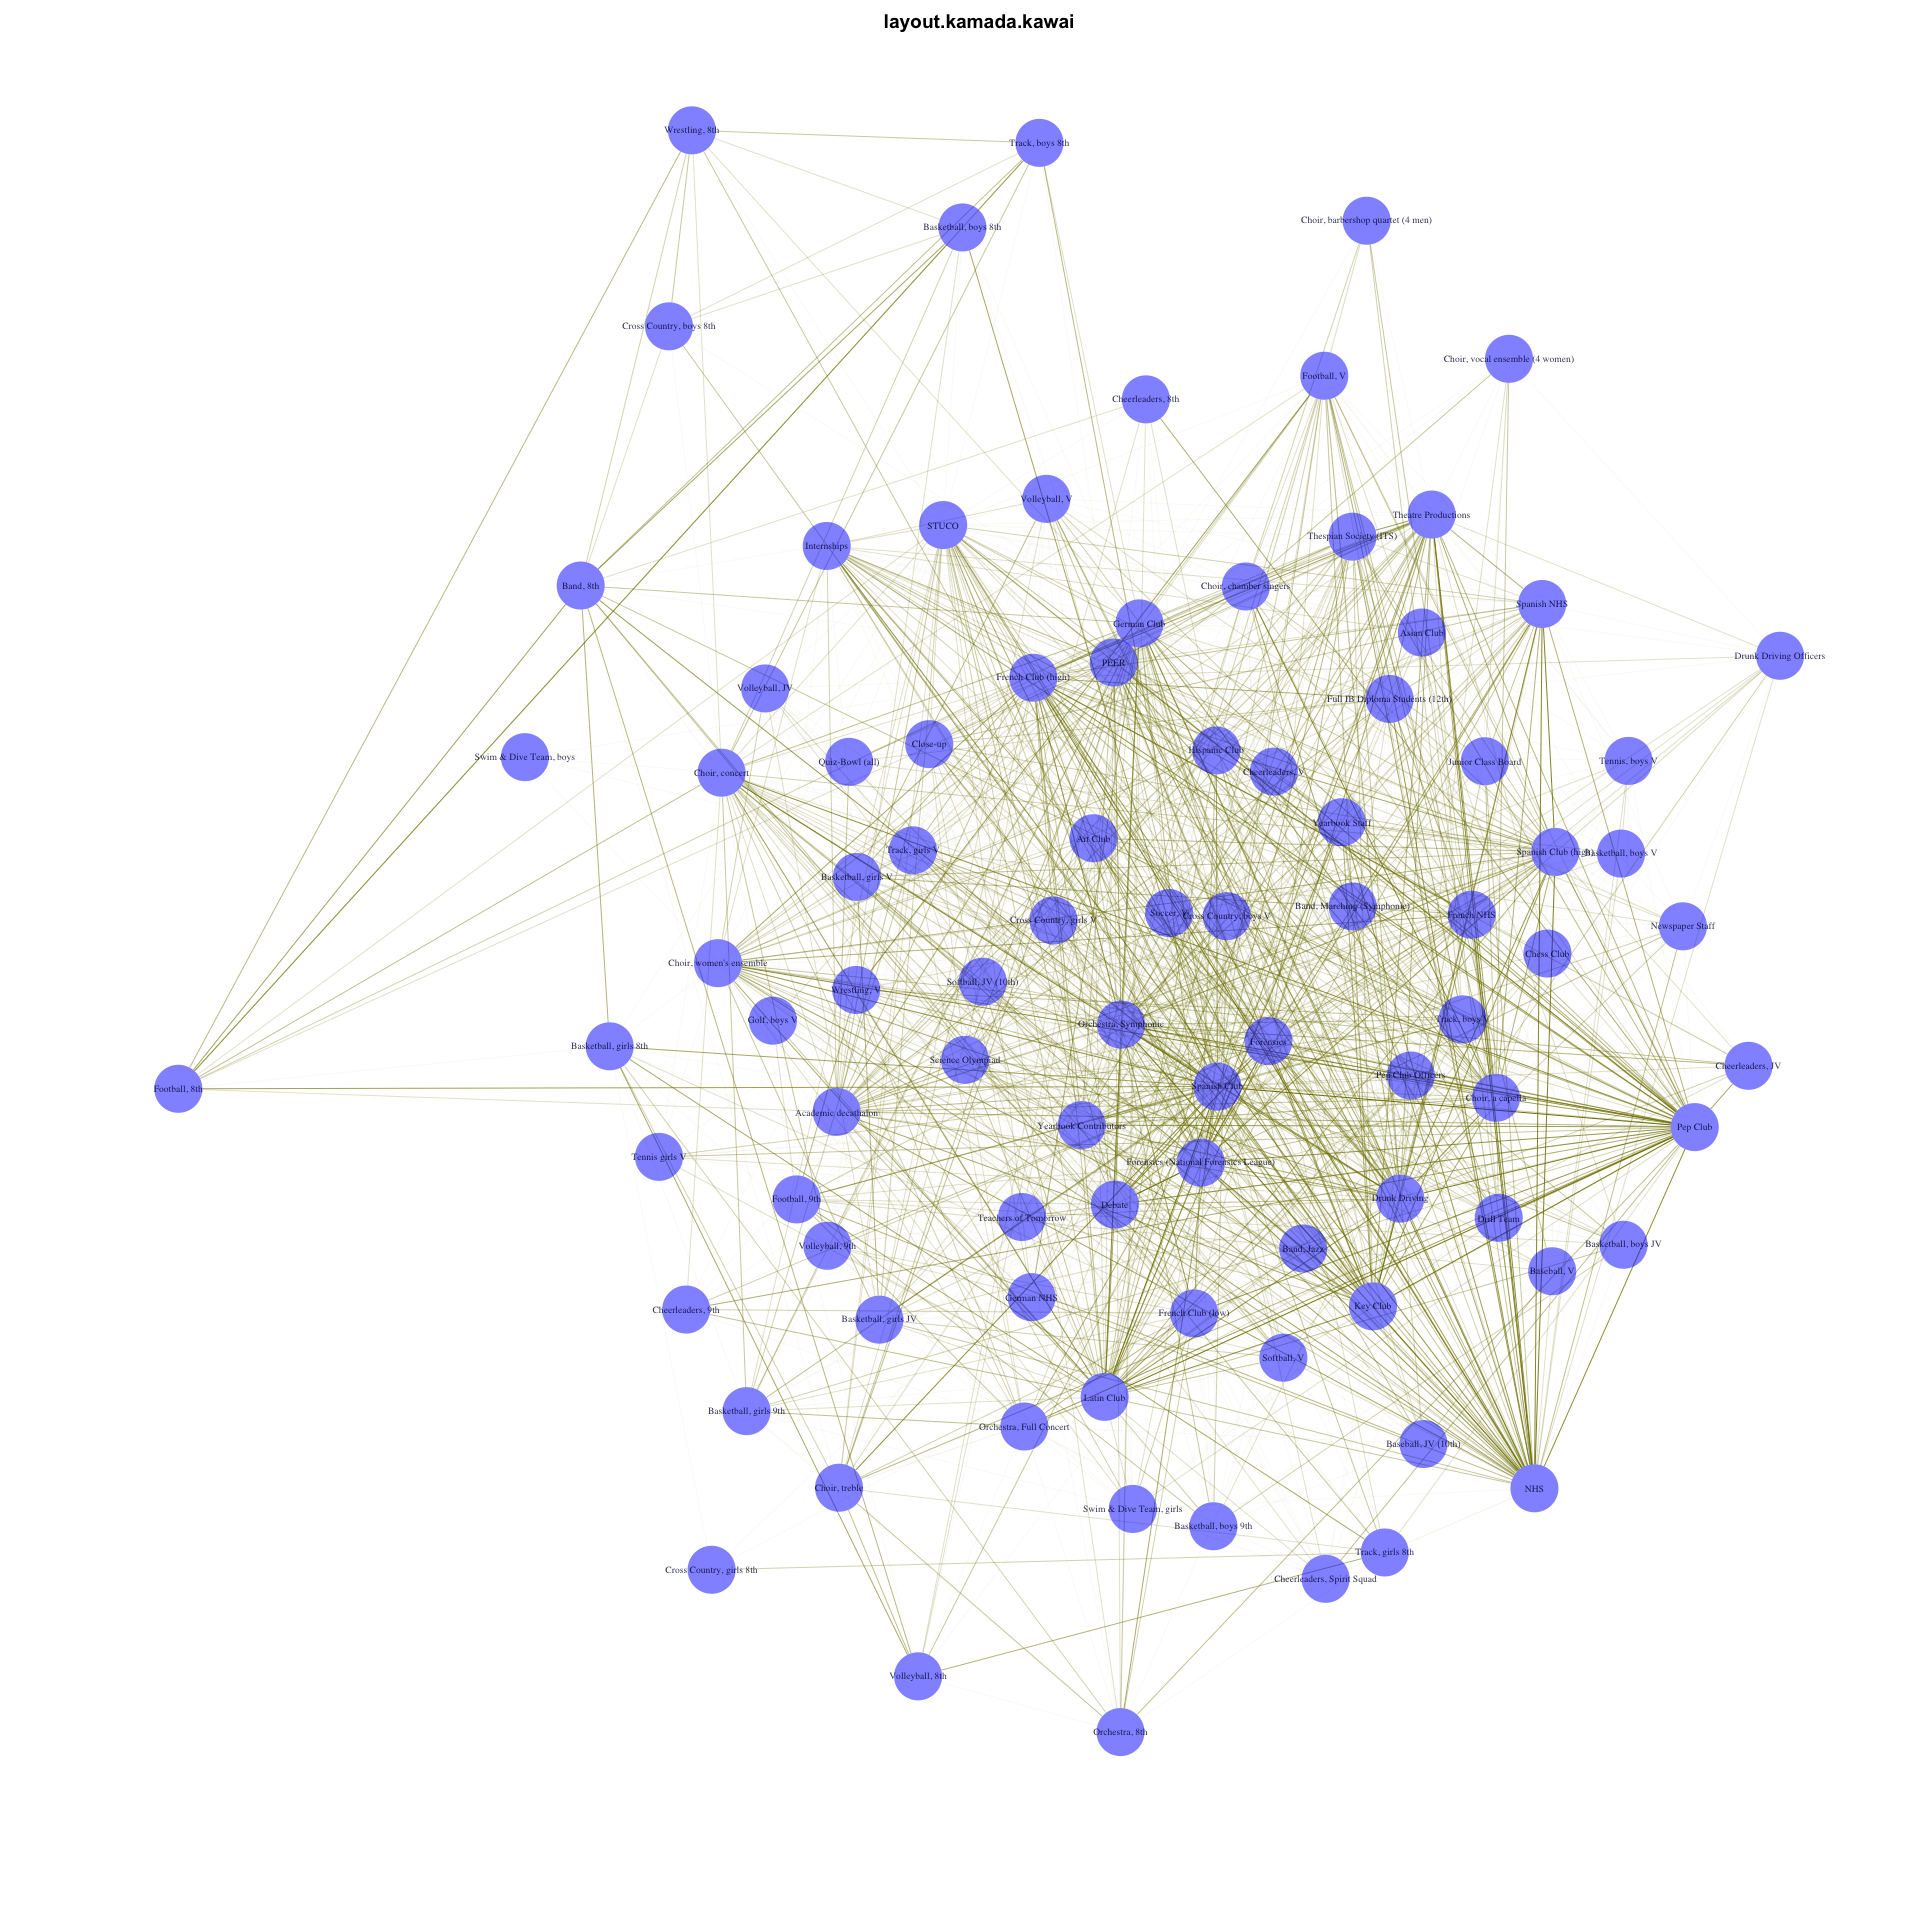 layout.kamada.kawai
Wrestling, 8th
Track, boys 8th
Choir, barbershop quartet (4 men)
Basketball, boys 8th
Cross Country, boys 8th
Choir, vocal ensemble (4 women)
Football, V
Cheerleaders, 8th
Volleyball, V
Theatre Productions
STUCO
Thespian Society (ITS)
Internships
Band, 8th
Choir, chamber singers
Spanish NHS
German Club
Asian Club
Drunk Driving Officers
PEER
French Club (high)
Volleyball, JV
Full IB Diploma Students (12th)
Close-up
Hispanic Club
Swim & Dive Team, boys
Quiz-Bowl (all)
Junior Class Board
Tennis, boys V
Choir, concert
Cheerleaders, V
Yearbook Staff
Art Club
Track, girls V
Spanish Club (high)
Basketball, boys V
Basketball, girls V
Band, Marching (Symphonic)
Soccer, V
Cross Country, boys V
French NHS
Cross Country, girls V
Newspaper Staff
Chess Club
Choir, women's ensemble
Softball, JV (10th)
Wrestling, V
Golf, boys V
Track, boys V
Orchestra, Symphonic
Forensics
Basketball, girls 8th
Science Olympiad
Cheerleaders, JV
Pep Club Officers
Football, 8th
Spanish Club
Choir, a capella
Academic decathalon
Yearbook Contributors
Pep Club
Tennis girls V
Forensics (National Forensics League)
Football, 9th
Drunk Driving
Debate
Teachers of Tomorrow
Drill Team
Volleyball, 9th
Basketball, boys JV
Band, Jazz
Baseball, V
German NHS
Key Club
Cheerleaders, 9th
French Club (low)
Basketball, girls JV
Softball, V
Latin Club
Basketball, girls 9th
Orchestra, Full Concert
Baseball, JV (10th)
Choir, treble
NHS
Swim & Dive Team, girls
Basketball, boys 9th
Track, girls 8th
Cross Country, girls 8th
Cheerleaders, Spirit Squad
Volleyball, 8th
Orchestra, 8th